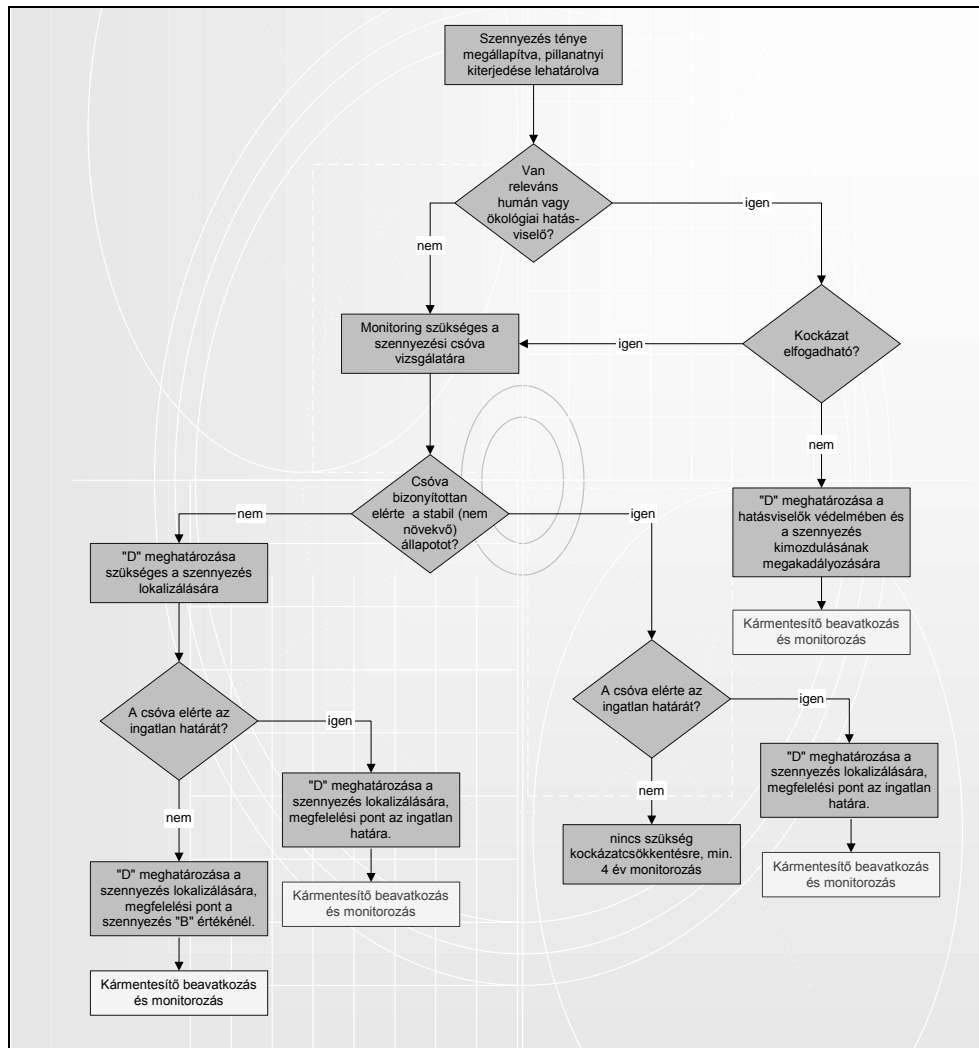 Szennyezés ténye
megállapítva, pillanatnyi
kiterjedése lehatárolva
Van
releváns
humán vagy
ökológiai hatás-
viselő?
igen
nem
Monitoring szükséges a
szennyezési csóva
vizsgálatára
igen
Kockázat
elfogadható?
nem
Csóva
bizonyítottan
elérte a stabil (nem
növekvő)
állapotot?
nem
igen
"D" meghatározása a
hatásviselők védelmében és
a szennyezés
kimozdulásának
megakadályozására
Kármentesítő beavatkozás
és monitorozás
"D" meghatározása
szükséges a szennyezés
lokalizálására
A csóva elérte az
ingatlan határát?
igen
nem
"D" meghatározása a
szennyezés lokalizálására,
megfelelési pont az ingatlan
határa.
Kármentesítő beavatkozás
és monitorozás
"D" meghatározása a
szennyezés lokalizálására,
megfelelési pont a
szennyezés "B" értékénél.
Kármentesítő beavatkozás
és monitorozás
A csóva elérte az
ingatlan határát?
igen
nem
"D" meghatározása a
szennyezés lokalizálására,
megfelelési pont az ingatlan
határa.
Kármentesítő beavatkozás
és monitorozás
nincs szükség
kockázatcsökkentésre, min.
4 év monitorozás